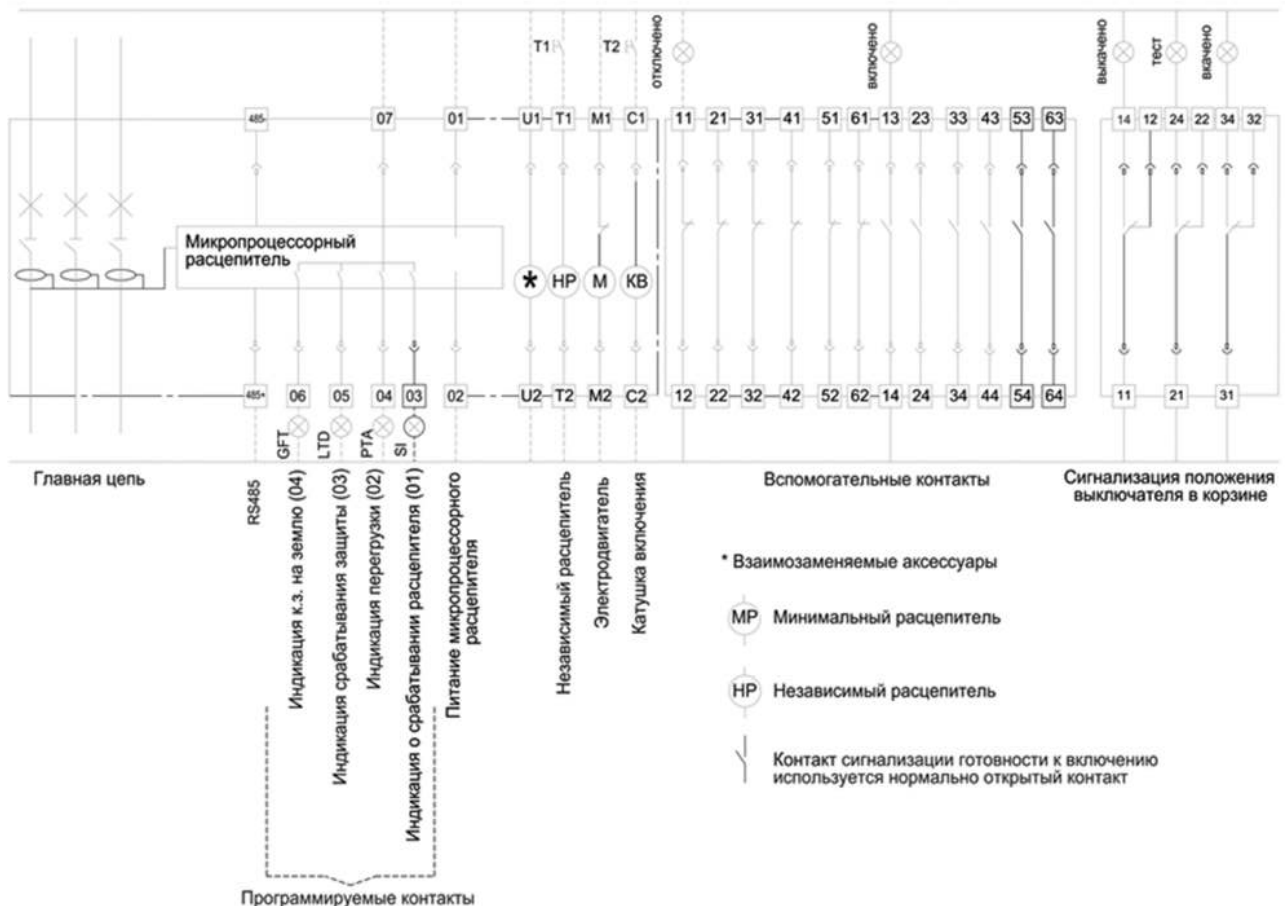 T1
T2
отключено
включено
выкачено
тест
вкачено
485-
07
01
U1
T1
M1
C1
11
21
31
41
51
61
13
23
33
43
53
63
14
12
24
22
34
32
Микропроцессорный
расцепитель
*
НР
М
КВ
485+
06
05
04
03
02
U2
T2
M2
C2
12
22
32
42
52
62
14
24
34
44
54
64
11
21
31
GFT
LTD
PTA
SI
Главная цепь
RS485
Индикация к.з. на землю (04)
Индикация срабатывания защиты (03)
Индикация перегрузки (02)
Индикация о срабатывании расцепителя (01)
Питание микропроцессорного
расцепителя
Независимый расцепитель
Электродвигатель
Катушка включения
Вспомогательные контакты
Сигнализация положения
выключателя в корзине
* Взаимозаменяемые аксессуары
МР
Минимальный расцепитель
НР
Независимый расцепитель
Контакт сигнализации готовности к включению
используется нормально открытый контакт
Программируемые контакты